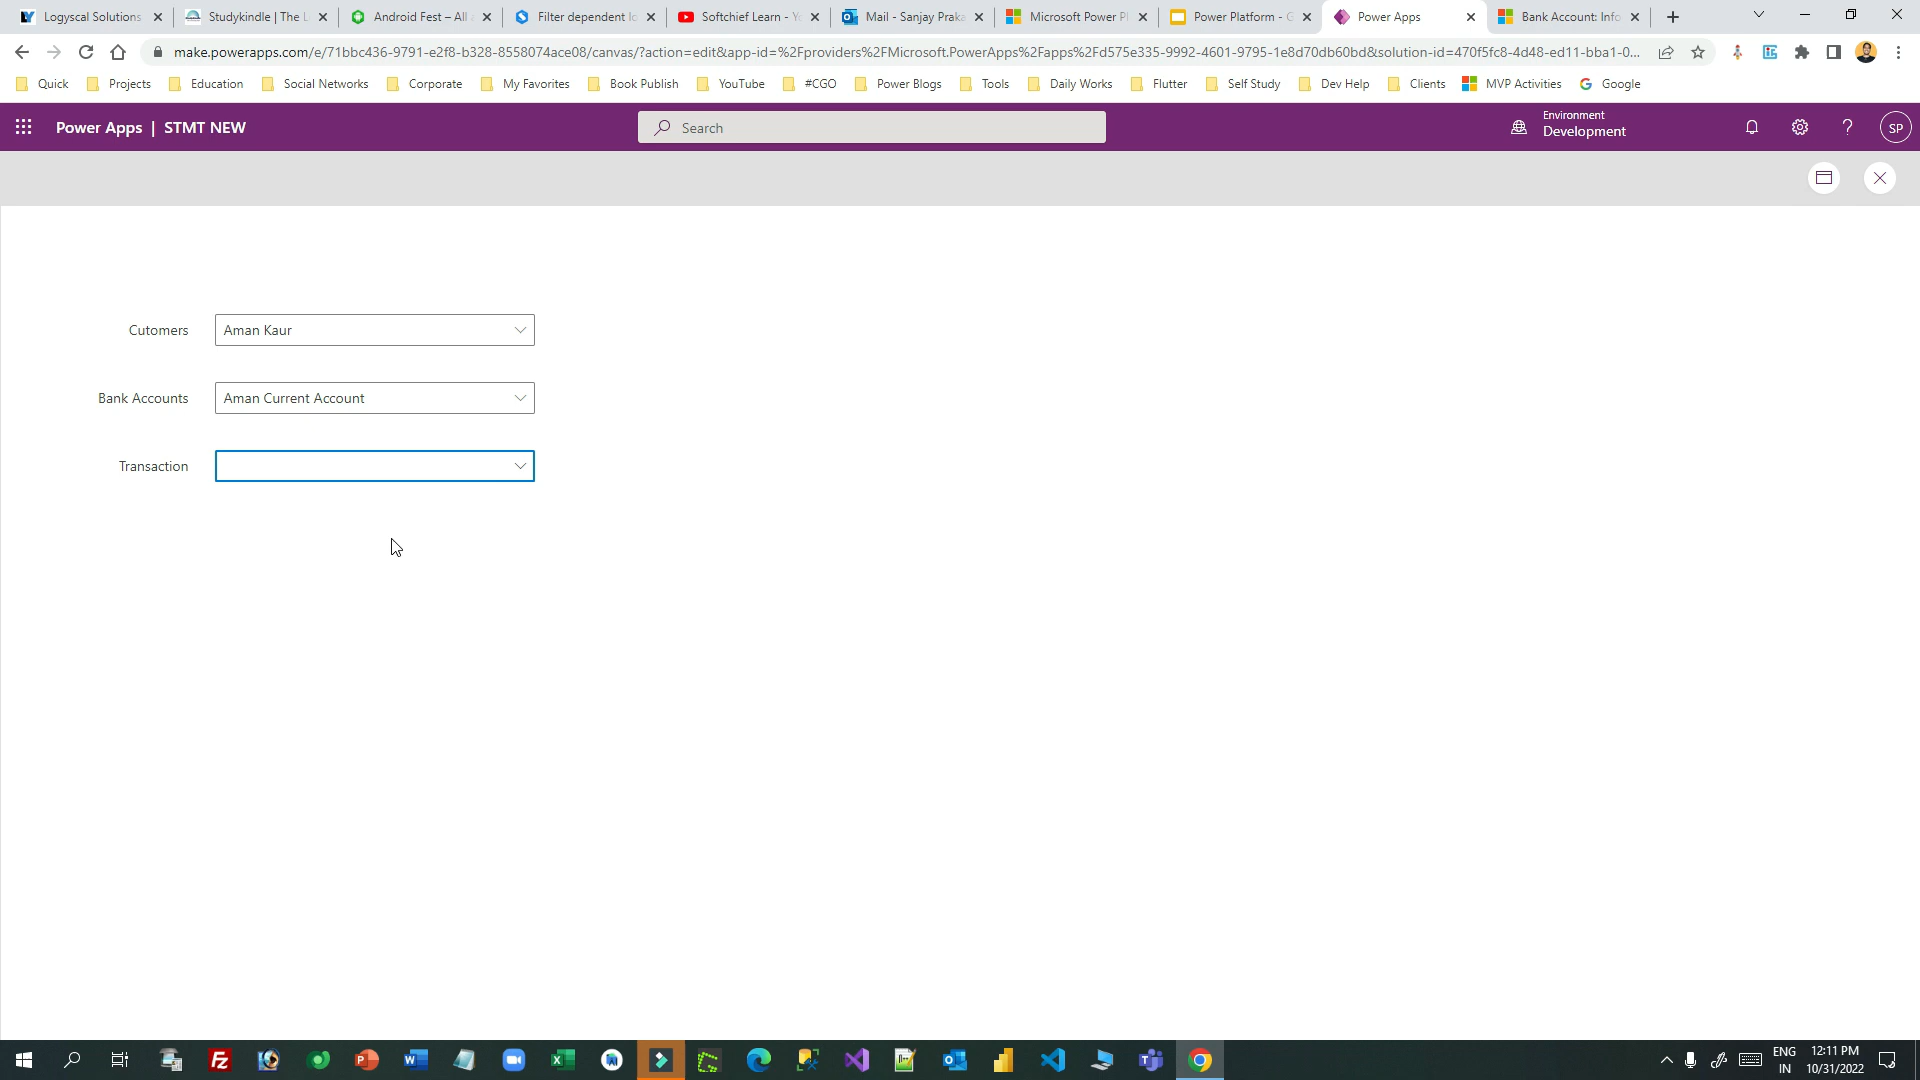 Logyscal Solutions
Studykindle | The L
Android Fest – All a
Filter dependent lo
Softchief Learn - Yo
Mail - Sanjay Praka
Microsoft Power Pl
Power Platform - G
Power Apps
Bank Account: Info
make.powerapps.com/e/71bbc436-9791-e2f8-b328-8558074ace08/canvas/?action=edit&app-id=%2Fproviders%2FMicrosoft.PowerApps%2Fapps%2Fd575e335-9992-4601-9795-1e8d70db60bd&solution-id=470f5fc8-4d48-ed11-bba1-0...
Quick
Projects
Education
Social Networks
Corporate
My Favorites
Book Publish
YouTube
#CGO
Power Blogs
Tools
Daily Works
Flutter
Self Study
Dev Help
Clients
MVP Activities
Google
Power Apps | STMT NEW
Search
Environment
Development
SP
Cutomers
Aman Kaur
Bank Accounts
Aman Current Account
Transaction
ENG
IN
12:11 PM
10/31/2022